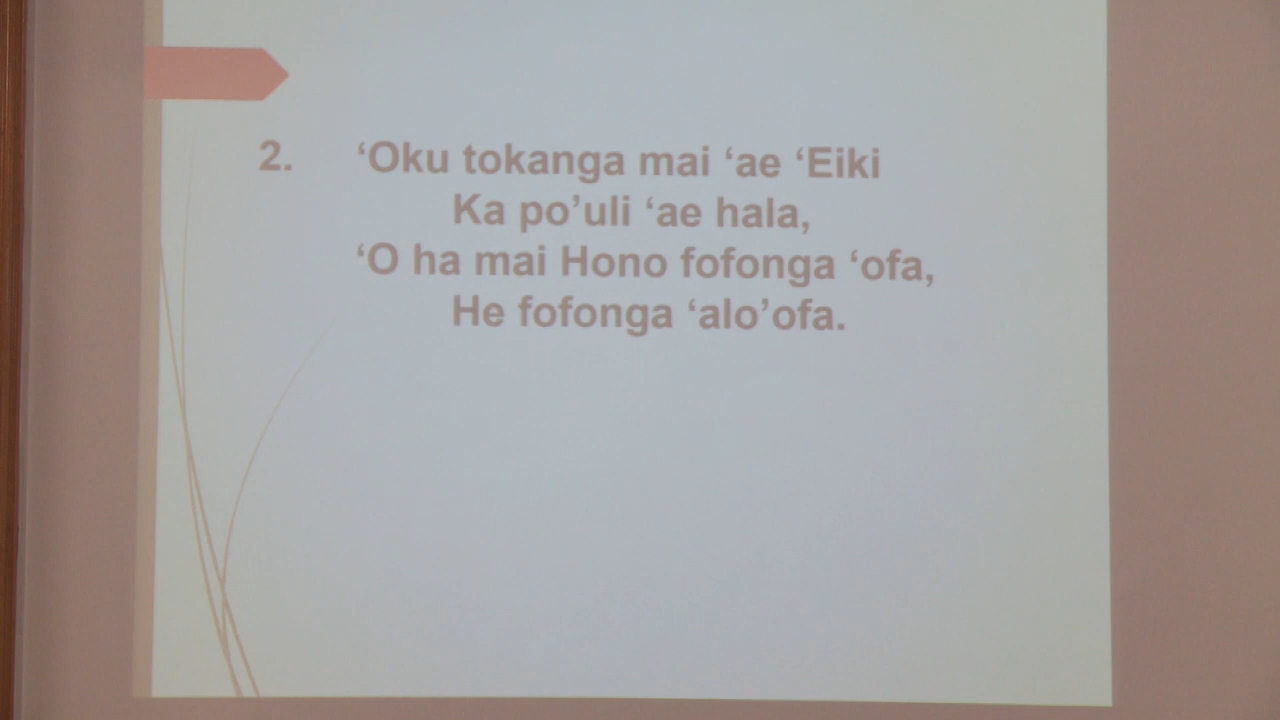 2. ‘Oku tokanga mai ‘ae ‘Eiki
Ka po’uli ‘ae hala,
‘O ha mai Hono fofonga ‘ofa,
He fofonga ‘alo’ofa.